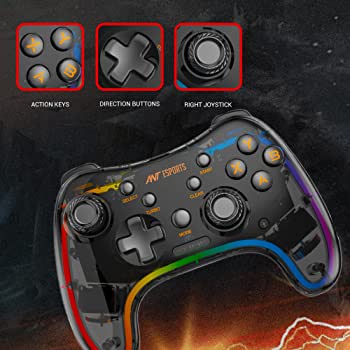 Y
X
B
A
ACTION KEYS
DIRECTION BUTTONS
RIGHT JOYSTICK
ANT ESPORTS
SELECT
START
TURBO
CLEAR
MODE
Y
X
B
A